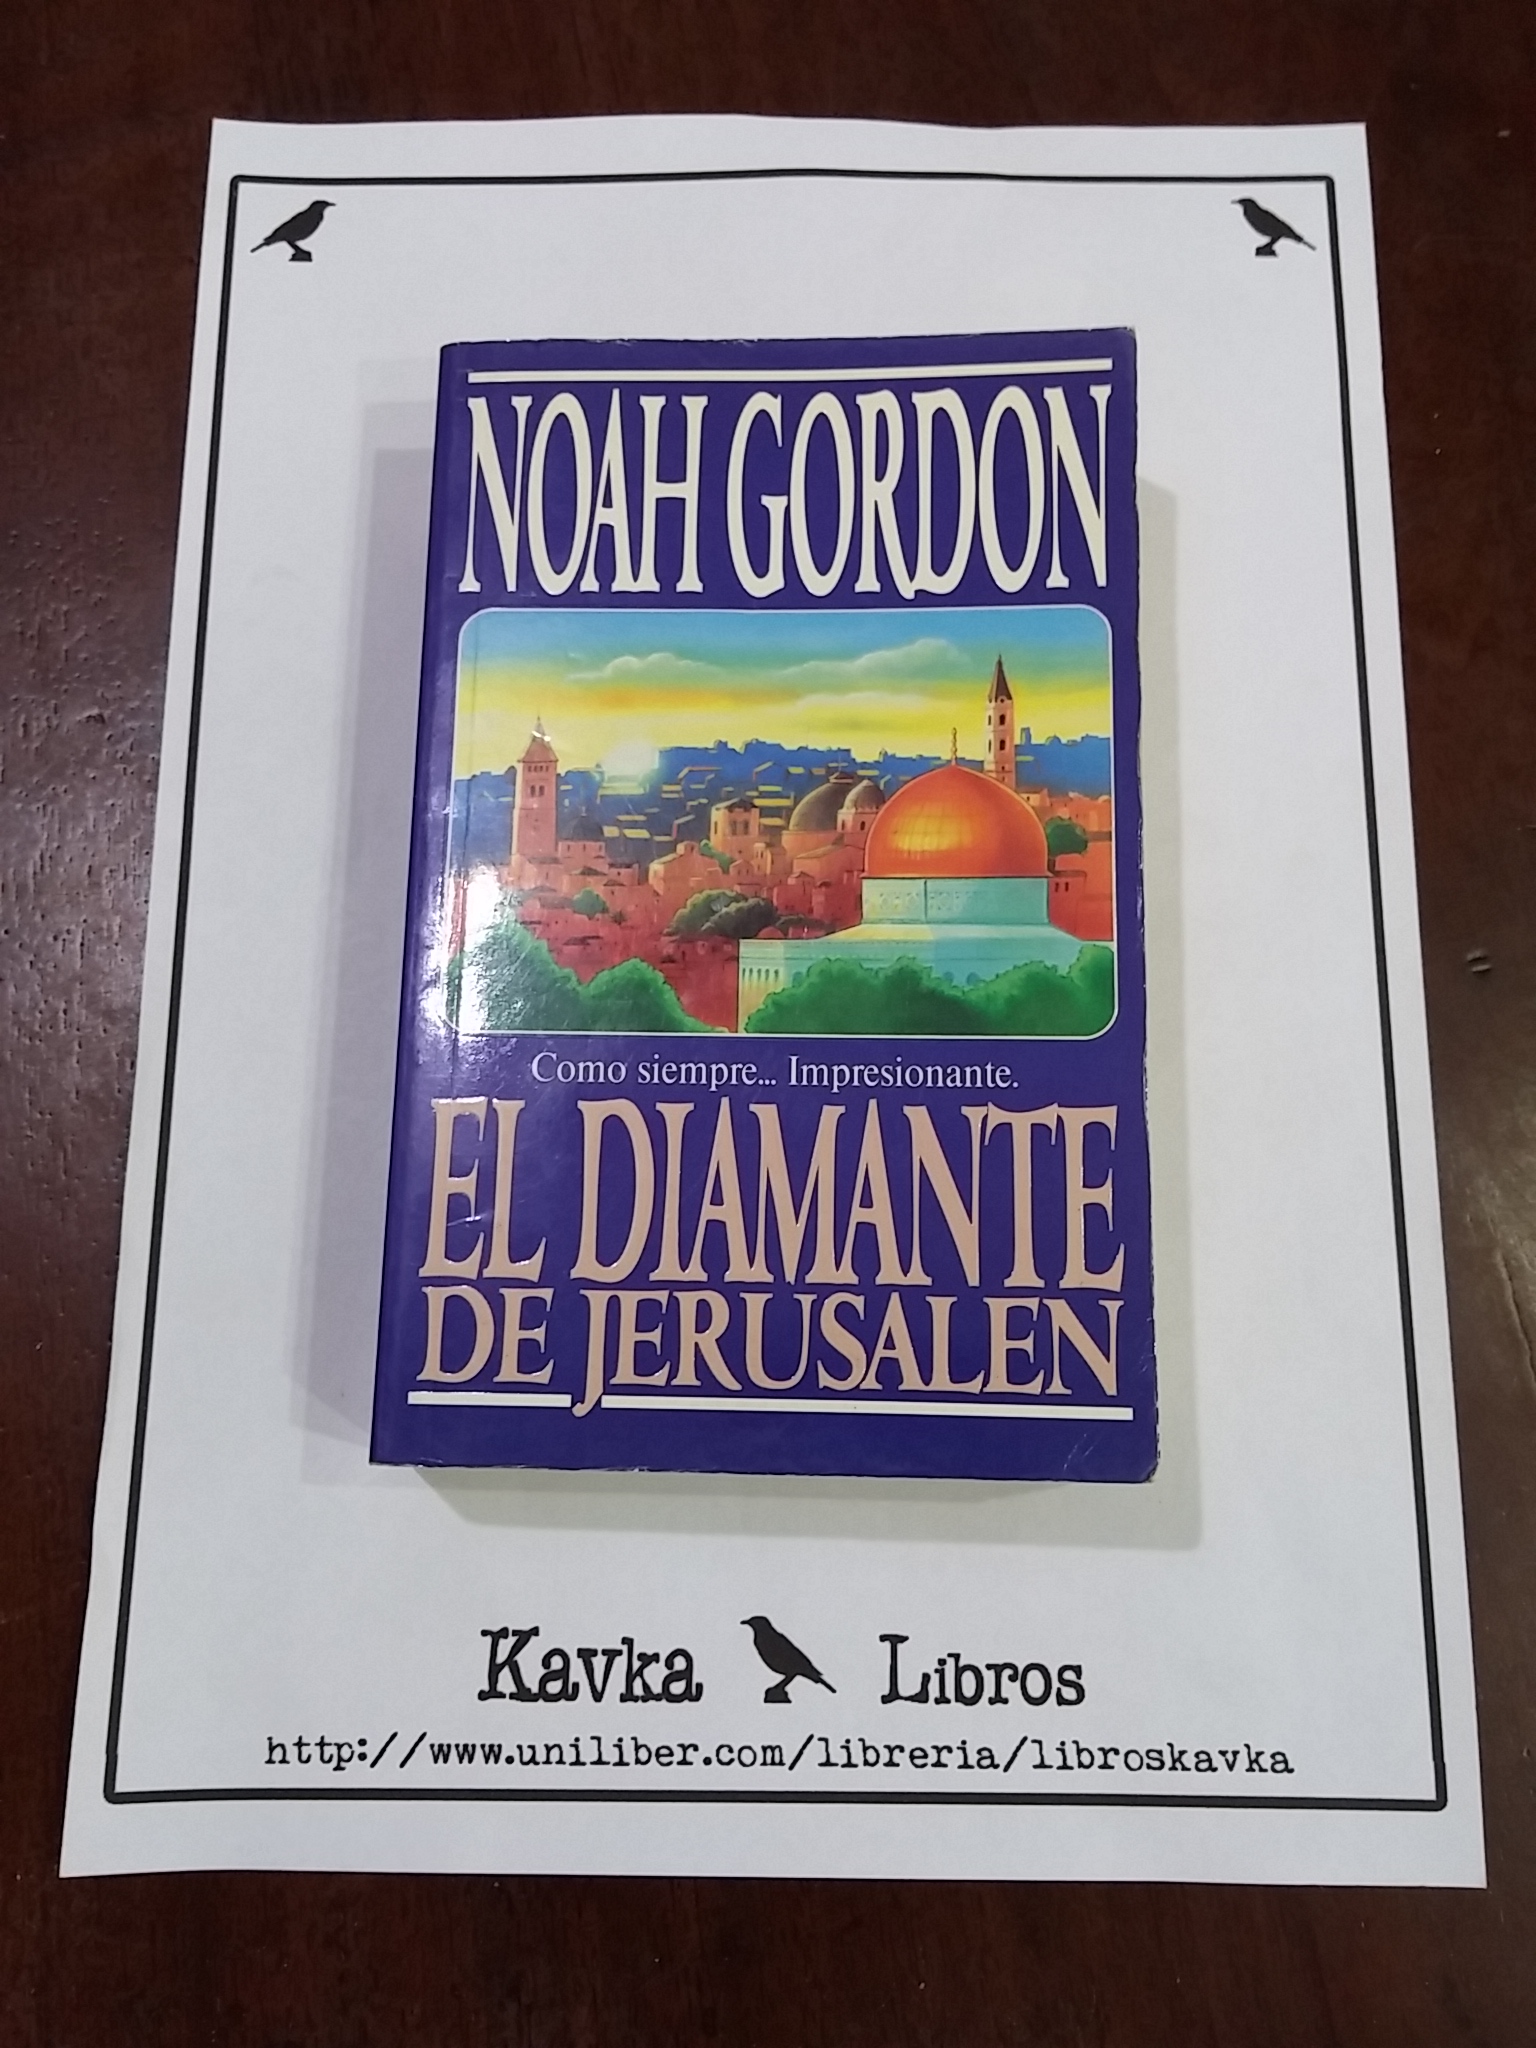 NOAH GORDON
Como siempre... Impresionante.
EL DIAMANTE
DE JERUSALEN
Kavka Libros
http://www.uniliber.com/libreria/libroskavka